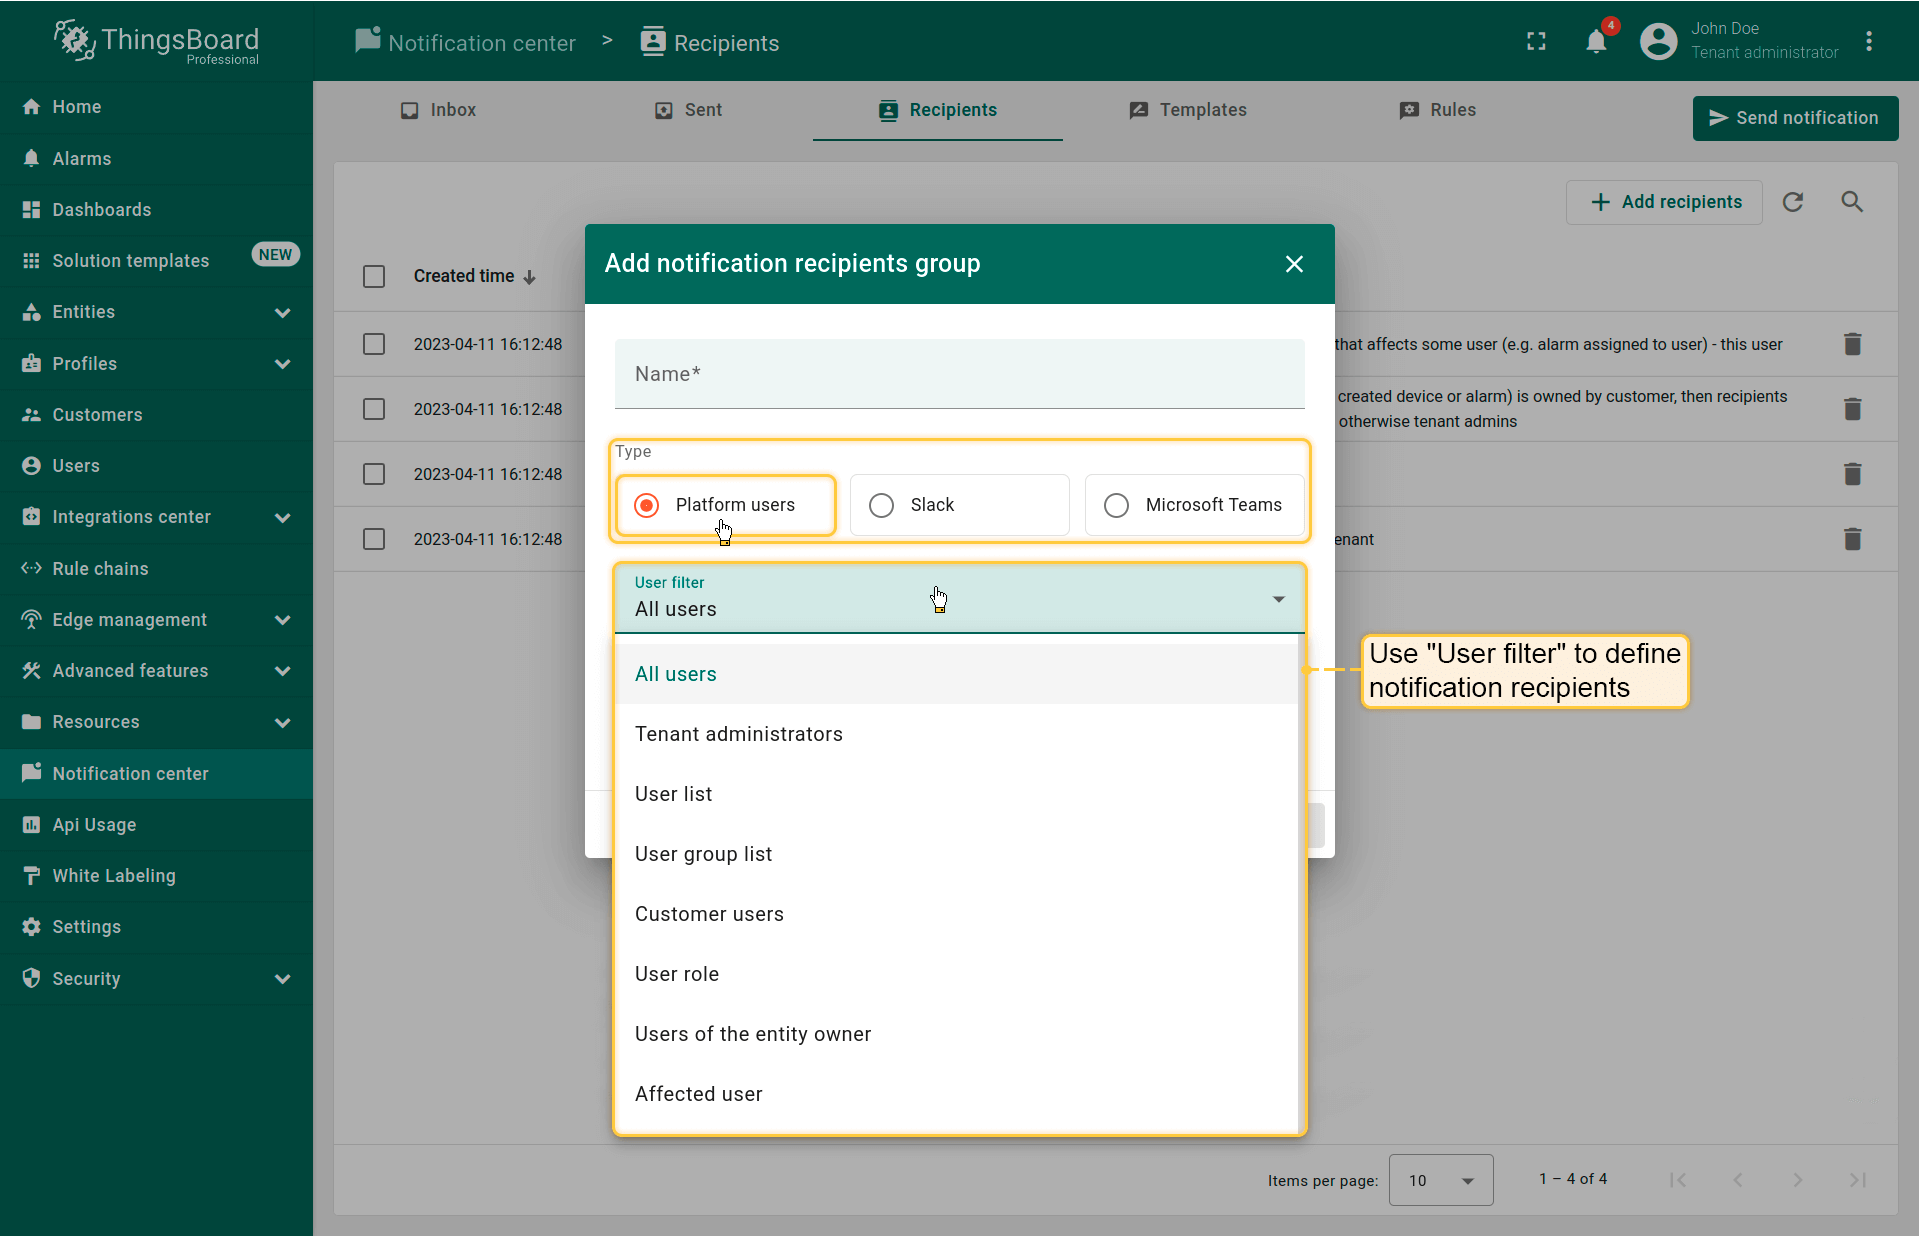 ThingsBoard
Professional
Notification center > Recipients
4
John Doe
Tenant administrator
Home
Alarms
Dashboards
Solution templates
NEW
Entities
Profiles
Customers
Users
Integrations center
Rule chains
Edge management
Advanced features
Resources
Notification center
Api Usage
White Labeling
Settings
Security
Inbox
Sent
Recipients
Templates
Rules
Send notification
Add recipients
Created time
2023-04-11 16:12:48
that affects some user (e.g. alarm assigned to user) - this user
2023-04-11 16:12:48
created device or alarm) is owned by customer, then recipients
otherwise tenant admins
2023-04-11 16:12:48
2023-04-11 16:12:48
enant
Add notification recipients group
Name*
Type
Platform users
Slack
Microsoft Teams
User filter
All users
All users
Tenant administrators
User list
User group list
Customer users
User role
Users of the entity owner
Affected user
Use "User filter" to define
notification recipients
Items per page: 10
1 – 4 of 4